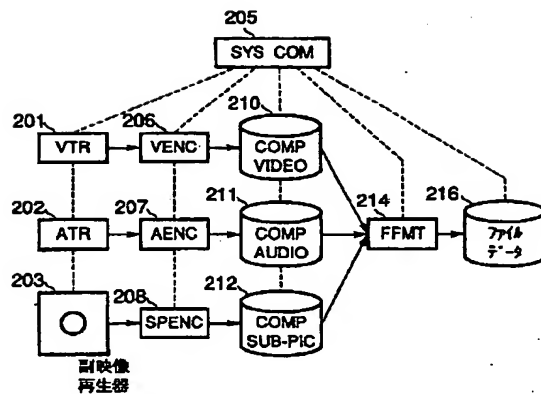 205
SYS COM
201
VTR
206
VENC
210
COMP
VIDEO
202
ATR
207
AENC
211
COMP
AUDIO
214
FFMT
216
ファイル
データ
203
208
SPENC
212
COMP
SUB-PIC
副映像
再生器